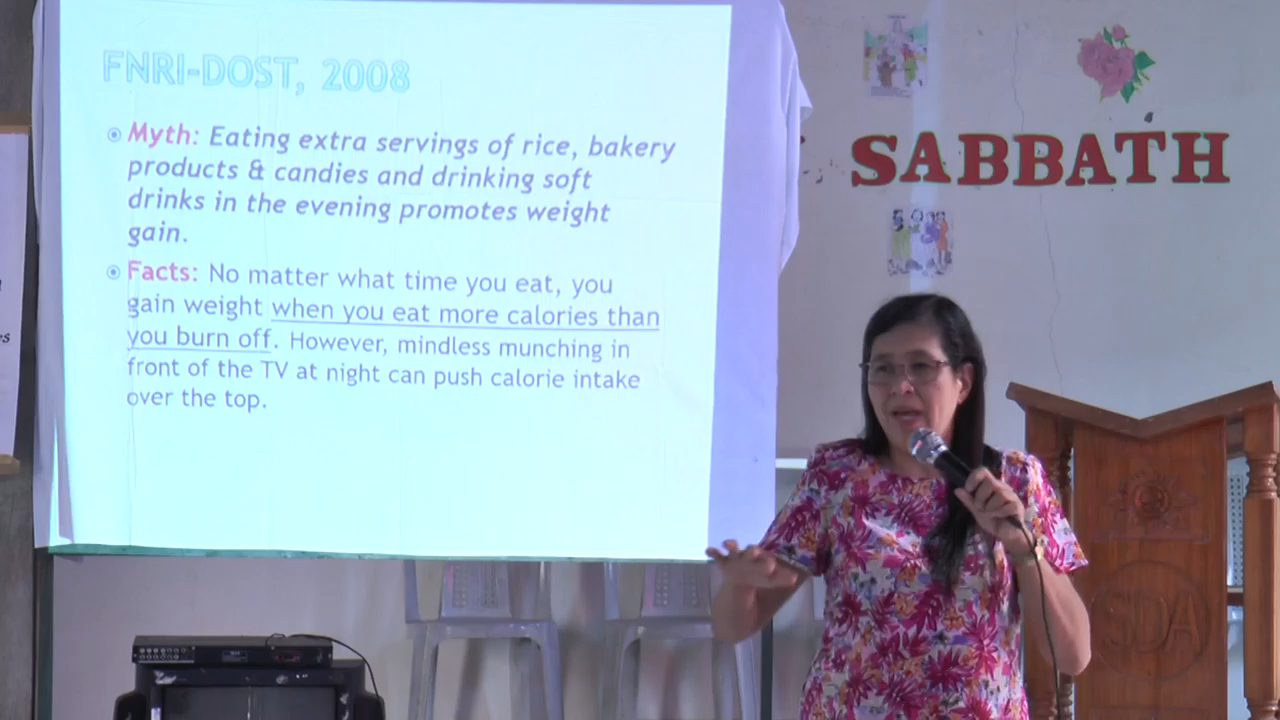 FNRI-DOST, 2008
Myth: Eating extra servings of rice, bakery
products & candies and drinking soft
drinks in the evening promotes weight
gain.
Facts: No matter what time you eat, you
gain weight when you eat more calories than
you burn off. However, mindless munching in
front of the TV at night can push calorie intake
over the top.
SABBATH
SDA